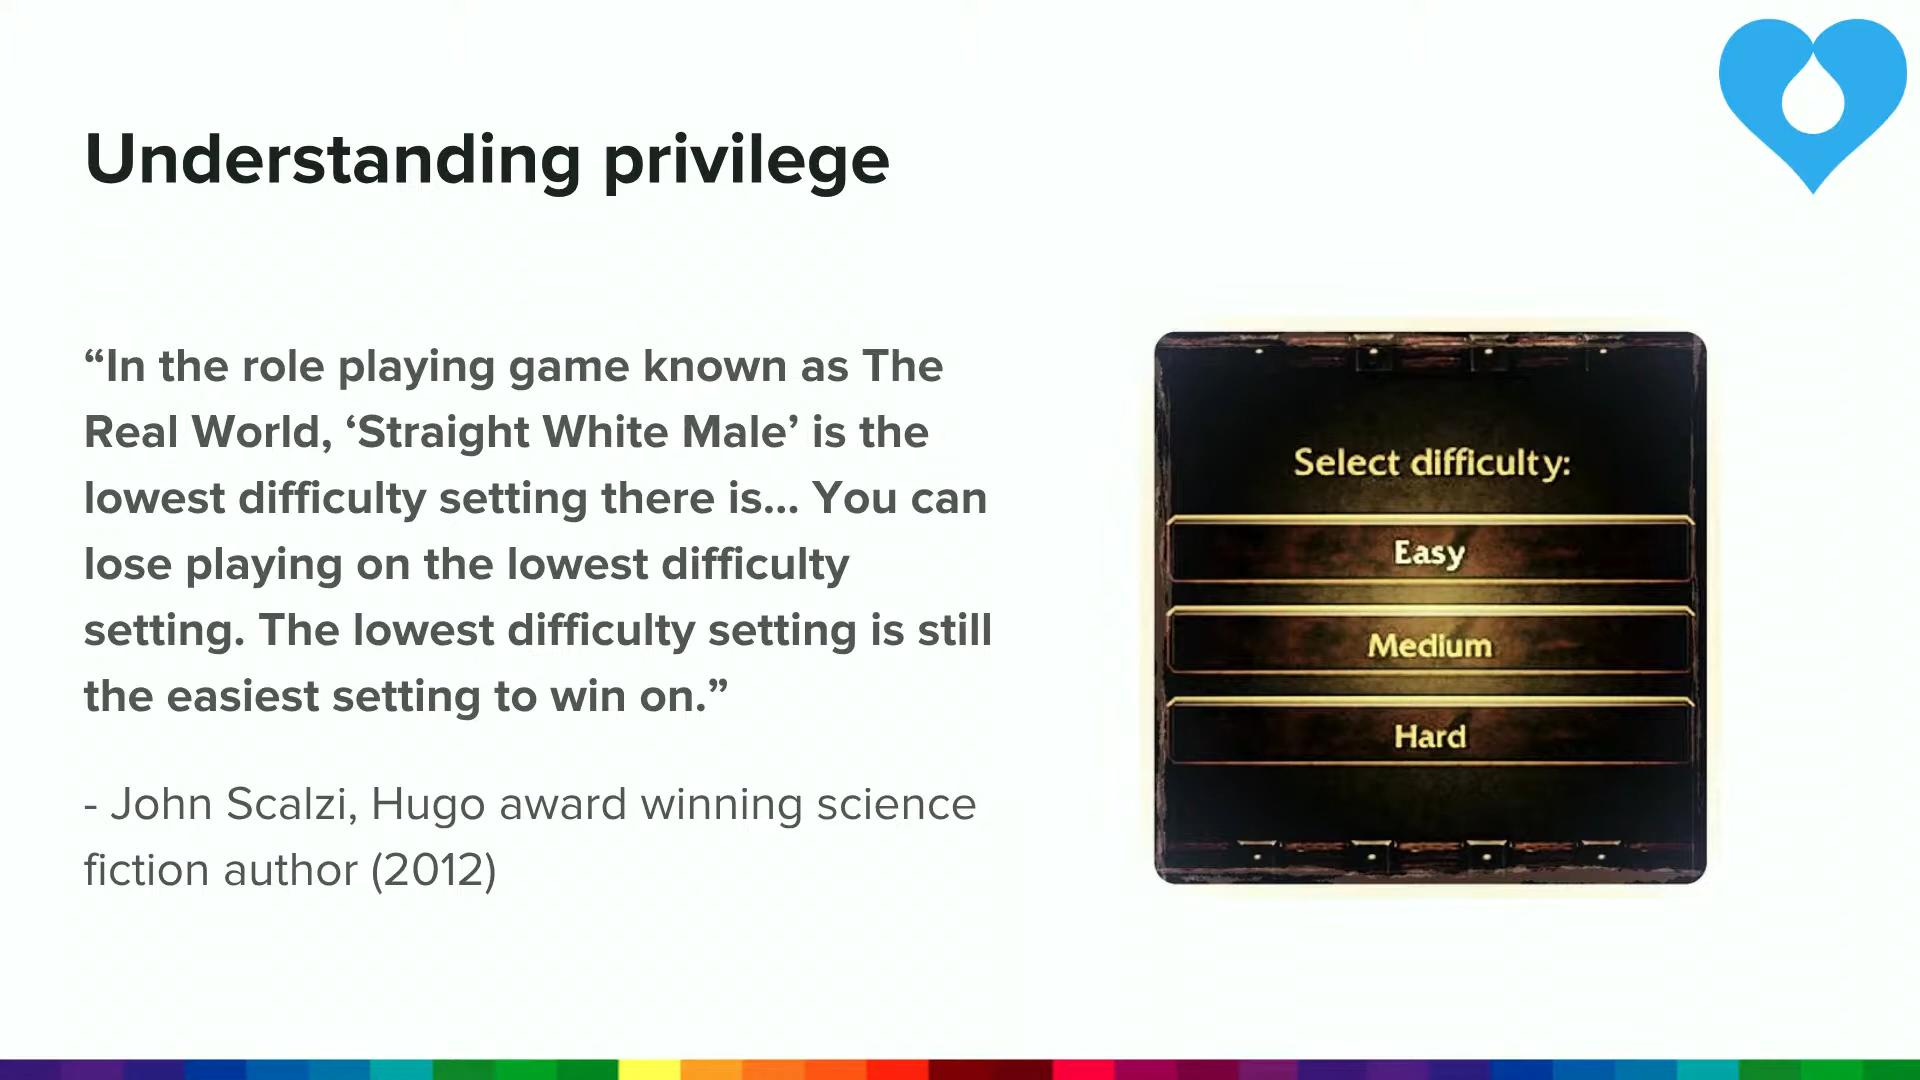 Understanding privilege
“In the role playing game known as The
Real World, ‘Straight White Male’ is the
lowest difficulty setting there is... You can
lose playing on the lowest difficulty
setting. The lowest difficulty setting is still
the easiest setting to win on.”
- John Scalzi, Hugo award winning science
fiction author (2012)
Select difficulty:
Easy
Medium
Hard